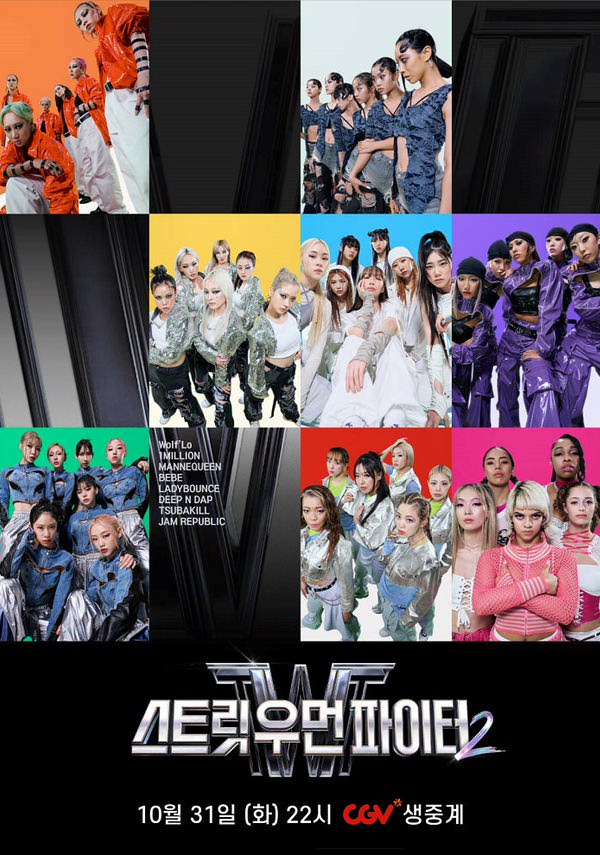 Wolf'Lo
1MILLION
MANNEQUEEN
BEBE
LADYBOUNCE
DEEP N DAP
TSUBAKILL
JAM REPUBLIC
스트릿 우먼 파이터 2
10월 31일 (화) 22시 CGV 생중계